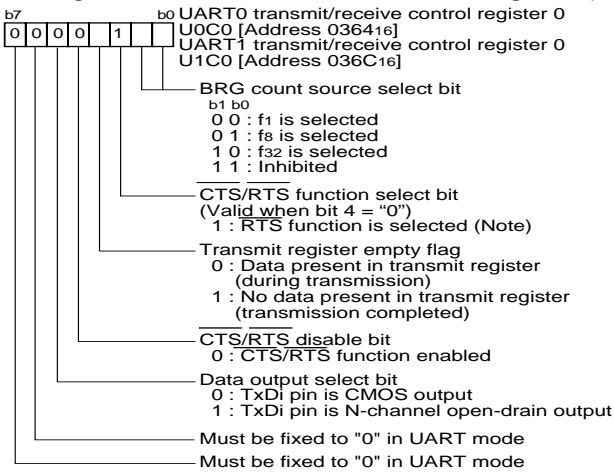 b7 b0 UART0 transmit/receive control register 0
0 0 0 0 1 U0C0 [Address 036416]
UART1 transmit/receive control register 0
U1C0 [Address 036C16]
BRG count source select bit
b1 b0
0 0 : f1 is selected
0 1 : f8 is selected
1 0 : f32 is selected
1 1 : Inhibited
CTS/RTS function select bit
(Valid when bit 4 = “0”)
1 : RTS function is selected (Note)
Transmit register empty flag
0 : Data present in transmit register
(during transmission)
1 : No data present in transmit register
(transmission completed)
CTS/RTS disable bit
0 : CTS/RTS function enabled
Data output select bit
0 : TxDi pin is CMOS output
1 : TxDi pin is N-channel open-drain output
Must be fixed to "0" in UART mode
Must be fixed to "0" in UART mode